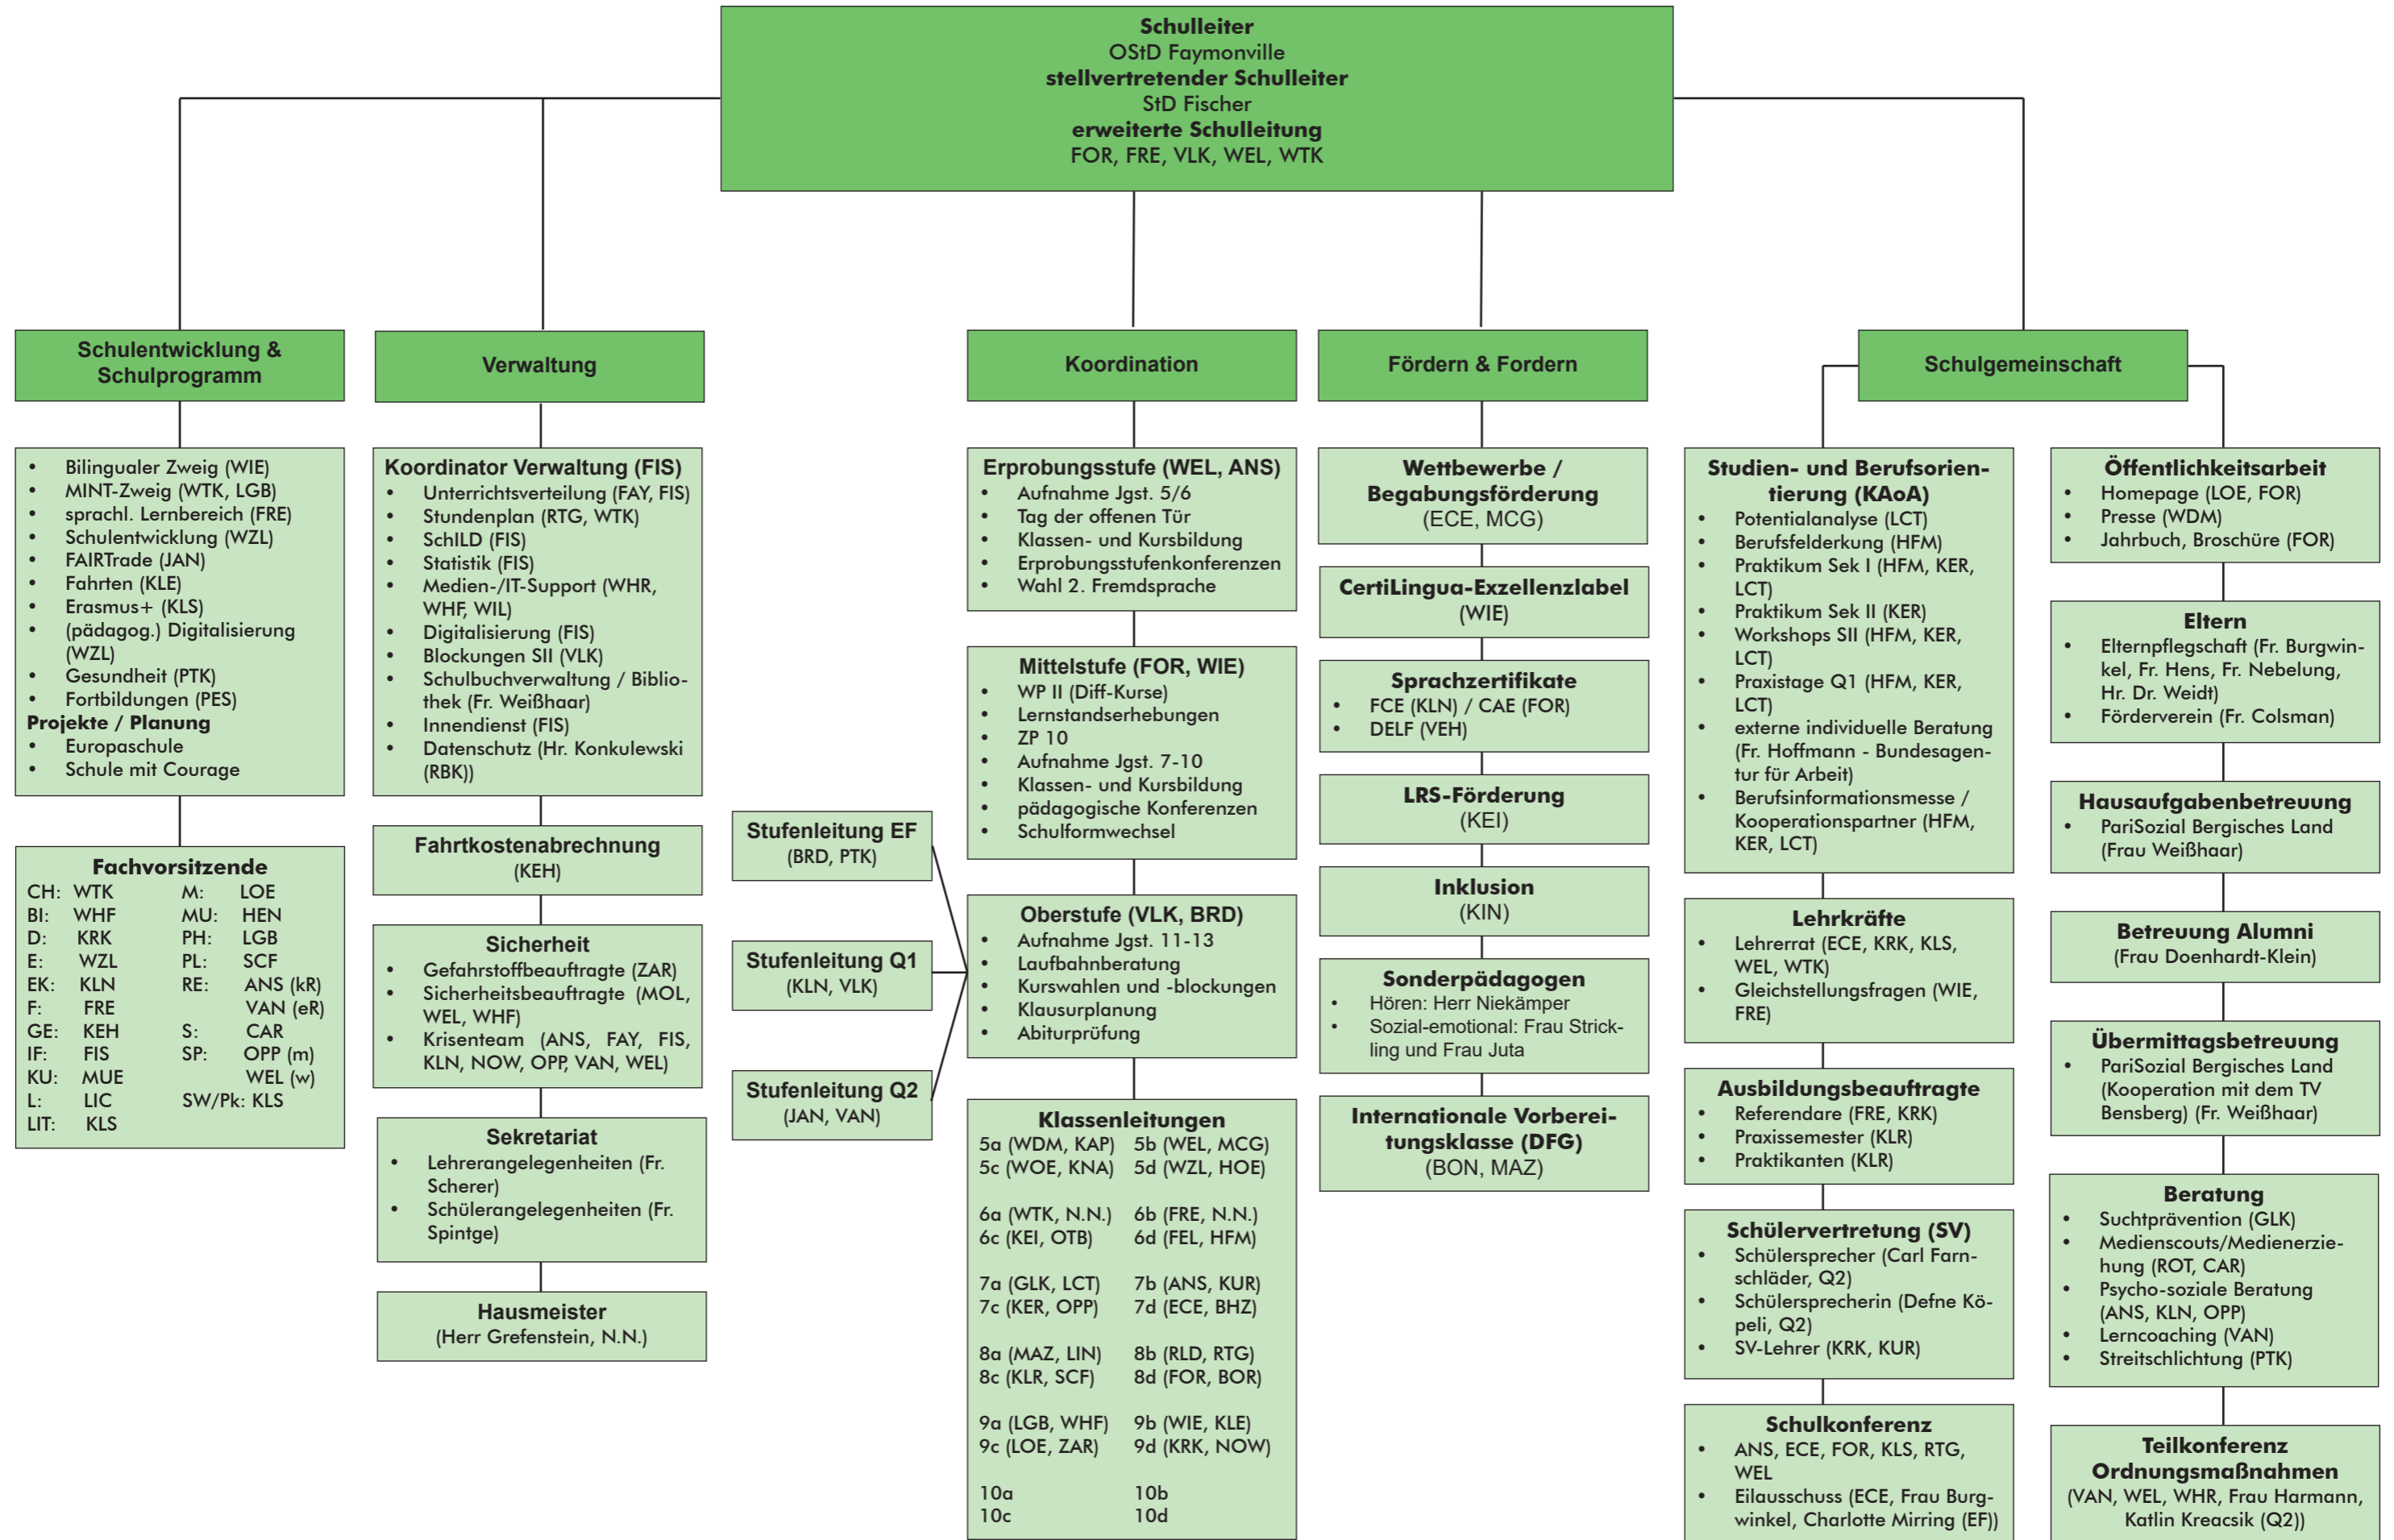 Schulleiter
OStD Faymonville
stellvertretender Schulleiter
StD Fischer
erweiterte Schulleitung
FOR, FRE, VLK, WEL, WTK
Schulentwicklung &
Schulprogramm
• Bilingualer Zweig (WIE)
• MINT-Zweig (WTK, LGB)
• sprachl. Lernbereich (FRE)
• Schulentwicklung (WZL)
• FAIRTrade (JAN)
• Fahrten (KLE)
• Erasmus+ (KLS)
• (pädagog.) Digitalisierung
(WZL)
• Gesundheit (PTK)
• Fortbildungen (PES)
Projekte / Planung
• Europaschule
• Schule mit Courage
Fachvorsitzende
CH: WTK M: LOE
BI: WHF MU: HEN
D: KRK PH: LGB
E: WZL PL: SCF
EK: KLN RE: ANS (kR)
F: FRE VAN (eR)
GE: KEH S: CAR
IF: FIS SP: OPP (m)
KU: MUE WEL (w)
L: LIC SW/Pk: KLS
LIT: KLS
Verwaltung
Koordinator Verwaltung (FIS)
• Unterrichtsverteilung (FAY, FIS)
• Stundenplan (RTG, WTK)
• SchILD (FIS)
• Statistik (FIS)
• Medien-/IT-Support (WHR,
WHF, WIL)
• Digitalisierung (FIS)
• Blockungen SII (VLK)
• Schulbuchverwaltung / Biblio-
thek (Fr. Weißhaar)
• Innendienst (FIS)
• Datenschutz (Hr. Konkulewski
(RBK))
Fahrtkostenabrechnung
(KEH)
Sicherheit
• Gefahrstoffbeauftragte (ZAR)
• Sicherheitsbeauftragte (MOL,
WEL, WHF)
• Krisenteam (ANS, FAY, FIS,
KLN, NOW, OPP, VAN, WEL)
Sekretariat
• Lehrerangelegenheiten (Fr.
Scherer)
• Schülerangelegenheiten (Fr.
Spintge)
Hausmeister
(Herr Grefenstein, N.N.)
Stufenleitung EF
(BRD, PTK)
Stufenleitung Q1
(KLN, VLK)
Stufenleitung Q2
(JAN, VAN)
Koordination
Erprobungsstufe (WEL, ANS)
• Aufnahme Jgst. 5/6
• Tag der offenen Tür
• Klassen- und Kursbildung
• Erprobungsstufenkonferenzen
• Wahl 2. Fremdsprache
Mittelstufe (FOR, WIE)
• WP II (Diff-Kurse)
• Lernstandserhebungen
• ZP 10
• Aufnahme Jgst. 7-10
• Klassen- und Kursbildung
• pädagogische Konferenzen
• Schulformwechsel
Oberstufe (VLK, BRD)
• Aufnahme Jgst. 11-13
• Laufbahnberatung
• Kurswahlen und -blockungen
• Klausurplanung
• Abiturprüfung
Klassenleitungen
5a (WDM, KAP) 5b (WEL, MCG)
5c (WOE, KNA) 5d (WZL, HOE)
6a (WTK, N.N.) 6b (FRE, N.N.)
6c (KEI, OTB) 6d (FEL, HFM)
7a (GLK, LCT) 7b (ANS, KUR)
7c (KER, OPP) 7d (ECE, BHZ)
8a (MAZ, LIN) 8b (RLD, RTG)
8c (KLR, SCF) 8d (FOR, BOR)
9a (LGB, WHF) 9b (WIE, KLE)
9c (LOE, ZAR) 9d (KRK, NOW)
10a 10b
10c 10d
Fördern & Fordern
Wettbewerbe /
Begabungsförderung
(ECE, MCG)
CertiLingua-Exzellenzlabel
(WIE)
Sprachzertifikate
• FCE (KLN) / CAE (FOR)
• DELF (VEH)
LRS-Förderung
(KEI)
Inklusion
(KIN)
Sonderpädagogen
• Hören: Herr Niekämper
• Sozial-emotional: Frau Strick-
ling und Frau Juta
Internationale Vorberei-
tungsklasse (DFG)
(BON, MAZ)
Schulgemeinschaft
Studien- und Berufsorien-
tierung (KAoA)
• Potentialanalyse (LCT)
• Berufsfelderkung (HFM)
• Praktikum Sek I (HFM, KER,
LCT)
• Praktikum Sek II (KER)
• Workshops SII (HFM, KER,
LCT)
• Praxistage Q1 (HFM, KER,
LCT)
• externe individuelle Beratung
(Fr. Hoffmann - Bundesagen-
tur für Arbeit)
• Berufsinformationsmesse /
Kooperationspartner (HFM,
KER, LCT)
Lehrkräfte
• Lehrerrat (ECE, KRK, KLS,
WEL, WTK)
• Gleichstellungsfragen (WIE,
FRE)
Ausbildungsbeauftragte
• Referendare (FRE, KRK)
• Praxissemester (KLR)
• Praktikanten (KLR)
Schülervertretung (SV)
• Schülersprecher (Carl Farn-
schläder, Q2)
• Schülersprecherin (Defne Kö-
peli, Q2)
• SV-Lehrer (KRK, KUR)
Schulkonferenz
• ANS, ECE, FOR, KLS, RTG,
WEL
• Eilausschuss (ECE, Frau Burg-
winkel, Charlotte Mirring (EF))
Öffentlichkeitsarbeit
• Homepage (LOE, FOR)
• Presse (WDM)
• Jahrbuch, Broschüre (FOR)
Eltern
• Elternpflegschaft (Fr. Burgwin-
kel, Fr. Hens, Fr. Nebelung,
Hr. Dr. Weidt)
• Förderverein (Fr. Colsman)
Hausaufgabenbetreuung
• PariSozial Bergisches Land
(Frau Weißhaar)
Betreuung Alumni
(Frau Doenhardt-Klein)
Übermittagsbetreuung
• PariSozial Bergisches Land
(Kooperation mit dem TV
Bensberg) (Fr. Weißhaar)
Beratung
• Suchtprävention (GLK)
• Medienscouts/Medienerzie-
hung (ROT, CAR)
• Psycho-soziale Beratung
(ANS, KLN, OPP)
• Lerncoaching (VAN)
• Streitschlichtung (PTK)
Teilkonferenz
Ordnungsmaßnahmen
(VAN, WEL, WHR, Frau Harmann,
Katlin Kreacsik (Q2))